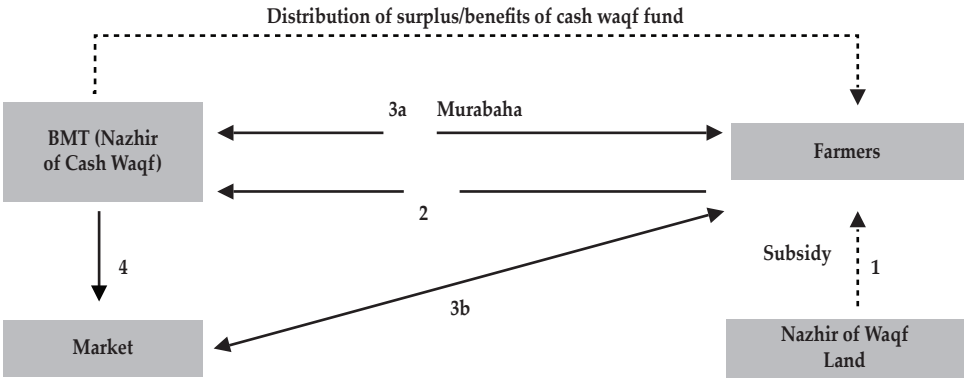 Distribution of surplus/benefits of cash waqf fund
3a Murabaha
BMT (Nazhir
of Cash Waqf)
Farmers
2
4
Subsidy
1
3b
Market
Nazhir of Waqf
Land